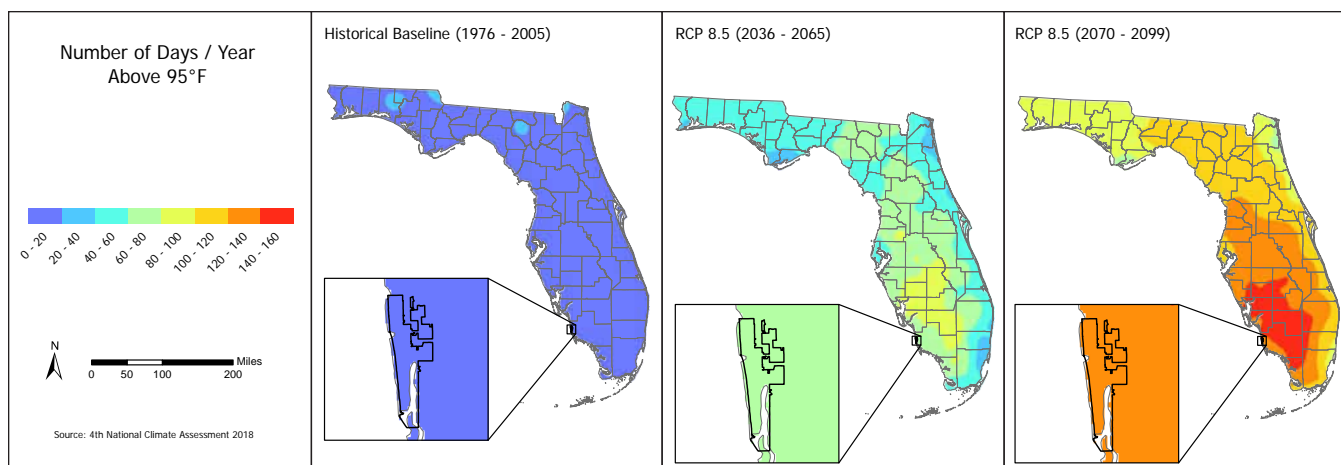 Number of Days / Year
Above 95°F
0 - 20
20 - 40
40 - 60
60 - 80
80 - 100
100 - 120
120 - 140
140 - 160
N
Miles
0 50 100 200
Source: 4th National Climate Assessment 2018
Historical Baseline (1976 - 2005)
RCP 8.5 (2036 - 2065)
RCP 8.5 (2070 - 2099)